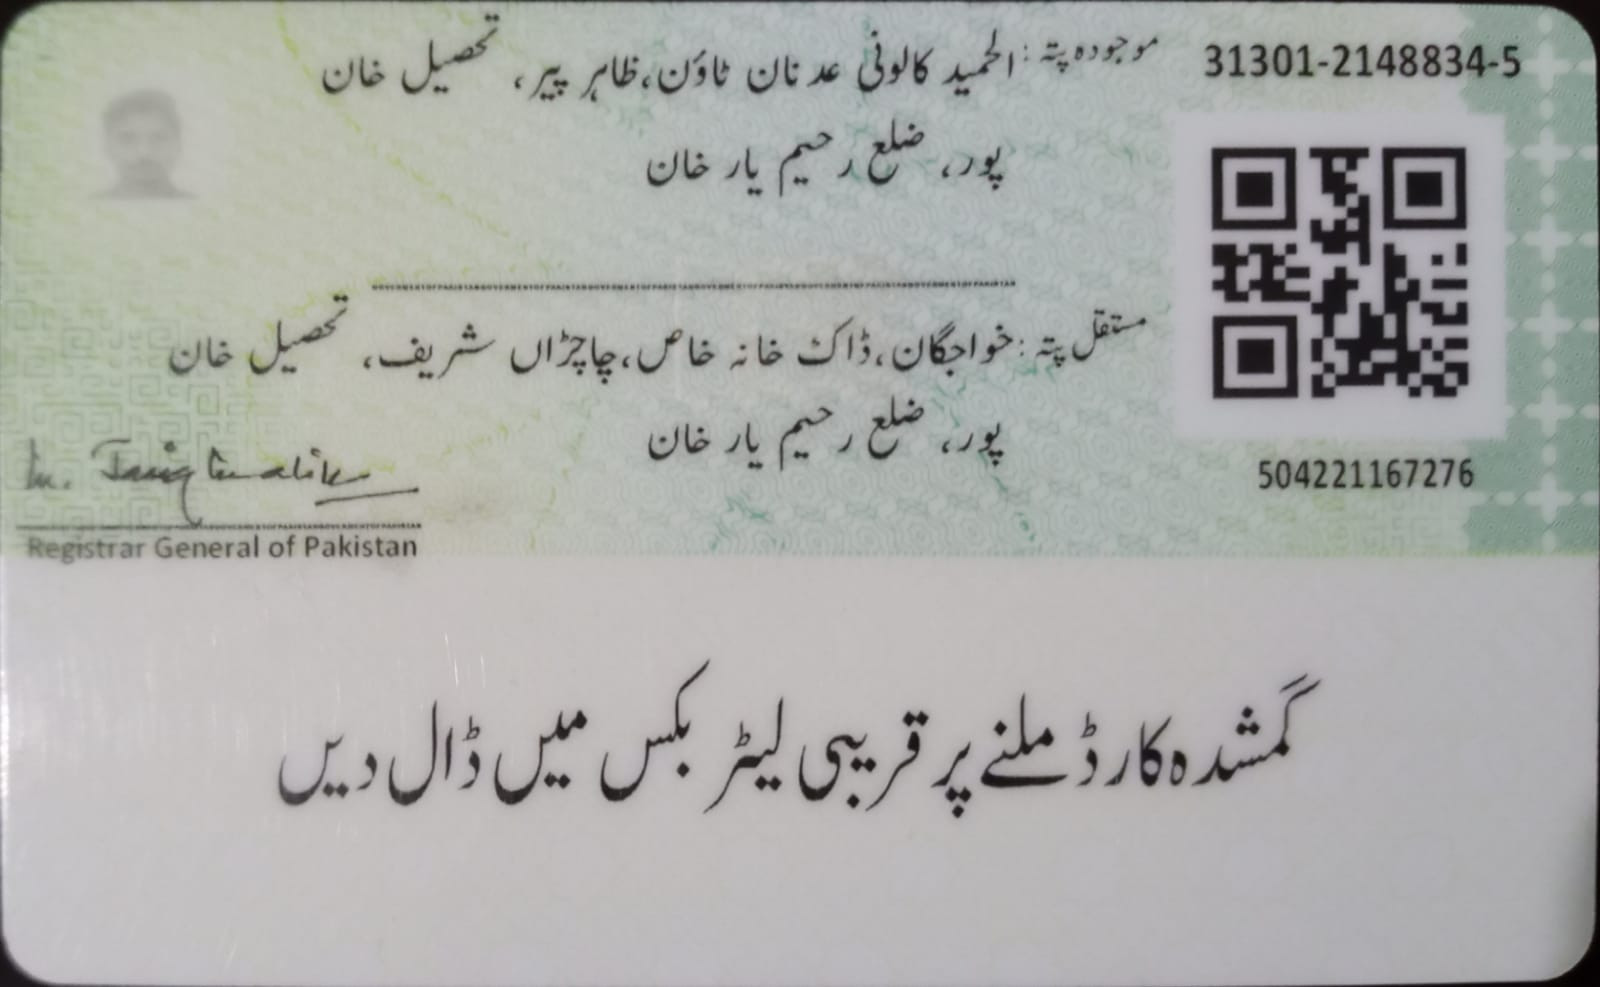 31301-2148834-5
موجودہ پتہ: الحمید کالونی عدنان ٹاؤن، ظاہر پیر، تحصیل خان
پور، ضلع رحیم یار خان
مستقل پتہ: خواجگان، ڈاک خانہ خاص، چاچڑاں شریف، تحصیل خان
پور، ضلع رحیم یار خان
504221167276
Registrar General of Pakistan
گمشدہ کارڈ ملنے پر قریبی لیٹر بکس میں ڈال دیں